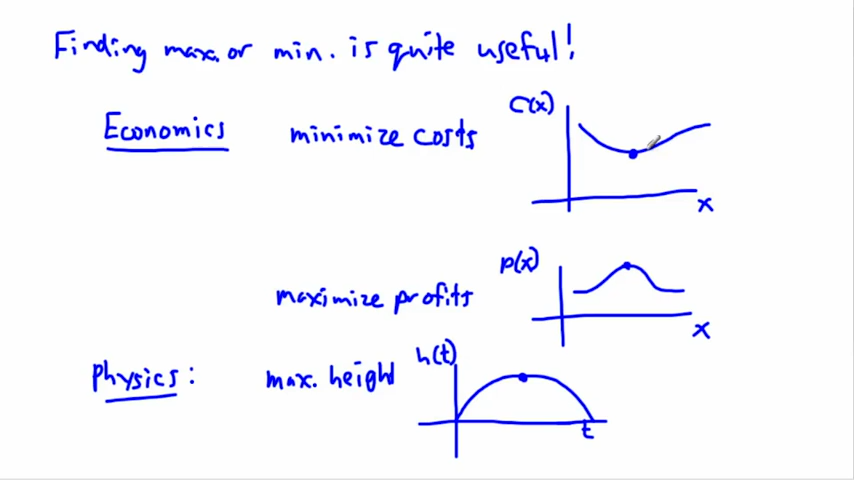 Finding max. or min. is quite useful!
C(x)
Economics minimize costs
x
p(x)
maximize profits
x
h(t)
Physics: max. height
t